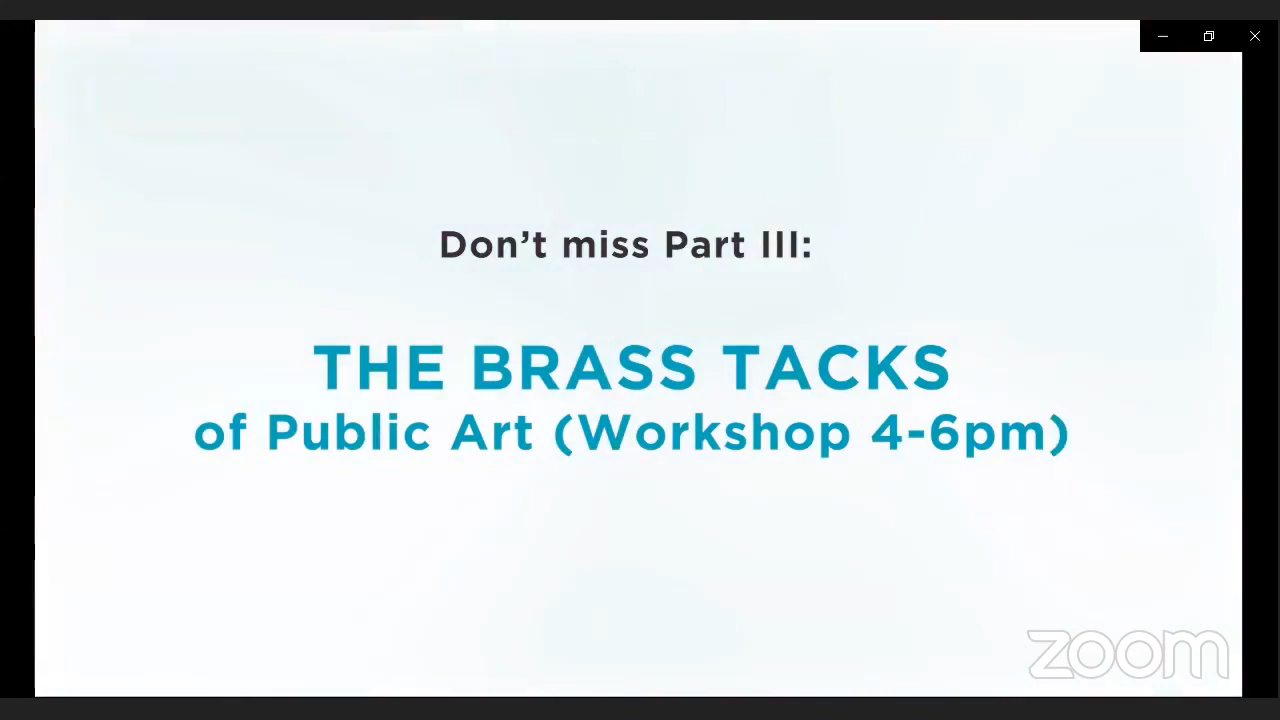 Don’t miss Part III:
THE BRASS TACKS
of Public Art (Workshop 4-6pm)
zoom